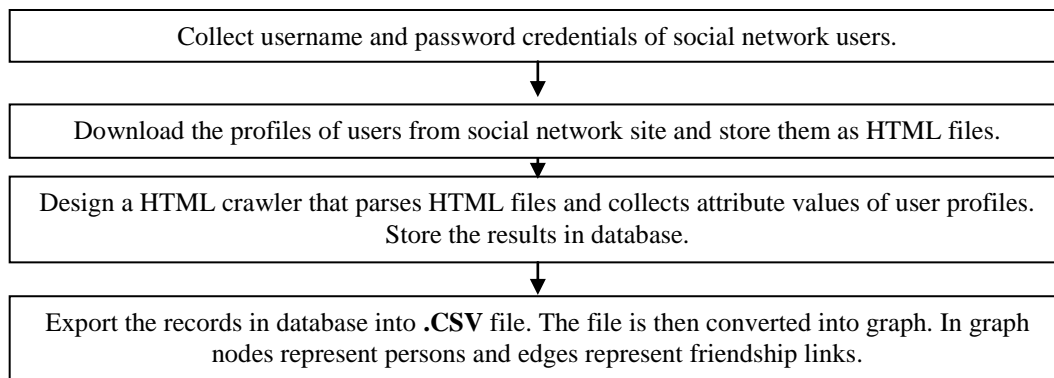 Collect username and password credentials of social network users.
Download the profiles of users from social network site and store them as HTML files.
Design a HTML crawler that parses HTML files and collects attribute values of user profiles.
Store the results in database.
Export the records in database into .CSV file. The file is then converted into graph. In graph
nodes represent persons and edges represent friendship links.